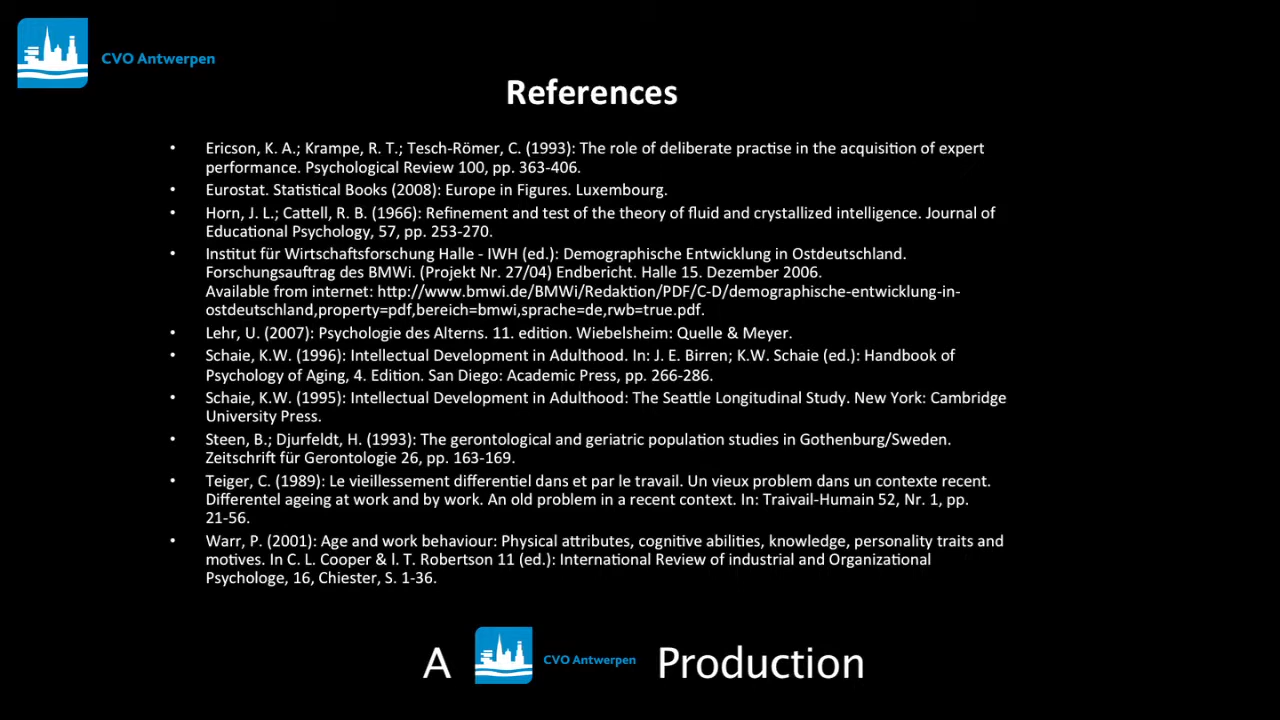 CVO Antwerpen
References
• Ericson, K. A.; Krampe, R. T.; Tesch-Römer, C. (1993): The role of deliberate practise in the acquisition of expert
performance. Psychological Review 100, pp. 363-406.
• Eurostat. Statistical Books (2008): Europe in Figures. Luxembourg.
• Horn, J. L.; Cattell, R. B. (1966): Refinement and test of the theory of fluid and crystallized intelligence. Journal of
Educational Psychology, 57, pp. 253-270.
• Institut für Wirtschaftsforschung Halle - IWH (ed.): Demographische Entwicklung in Ostdeutschland.
Forschungsauftrag des BMWi. (Projekt Nr. 27/04) Endbericht. Halle 15. Dezember 2006.
Available from internet: http://www.bmwi.de/BMWi/Redaktion/PDF/C-D/demographische-entwicklung-in-
ostdeutschland,property=pdf,bereich=bmwi,sprache=de,rwb=true.pdf.
• Lehr, U. (2007): Psychologie des Alterns. 11. edition. Wiebelsheim: Quelle & Meyer.
• Schaie, K.W. (1996): Intellectual Development in Adulthood. In: J. E. Birren; K.W. Schaie (ed.): Handbook of
Psychology of Aging, 4. Edition. San Diego: Academic Press, pp. 266-286.
• Schaie, K.W. (1995): Intellectual Development in Adulthood: The Seattle Longitudinal Study. New York: Cambridge
University Press.
• Steen, B.; Djurfeldt, H. (1993): The gerontological and geriatric population studies in Gothenburg/Sweden.
Zeitschrift für Gerontologie 26, pp. 163-169.
• Teiger, C. (1989): Le vieillessement differentiel dans et par le travail. Un vieux problem dans un contexte recent.
Differentel ageing at work and by work. An old problem in a recent context. In: Traivail-Humain 52, Nr. 1, pp.
21-56.
• Warr, P. (2001): Age and work behaviour: Physical attributes, cognitive abilities, knowledge, personality traits and
motives. In C. L. Cooper & l. T. Robertson 11 (ed.): International Review of industrial and Organizational
Psychologe, 16, Chiester, S. 1-36.
A CVO Antwerpen Production